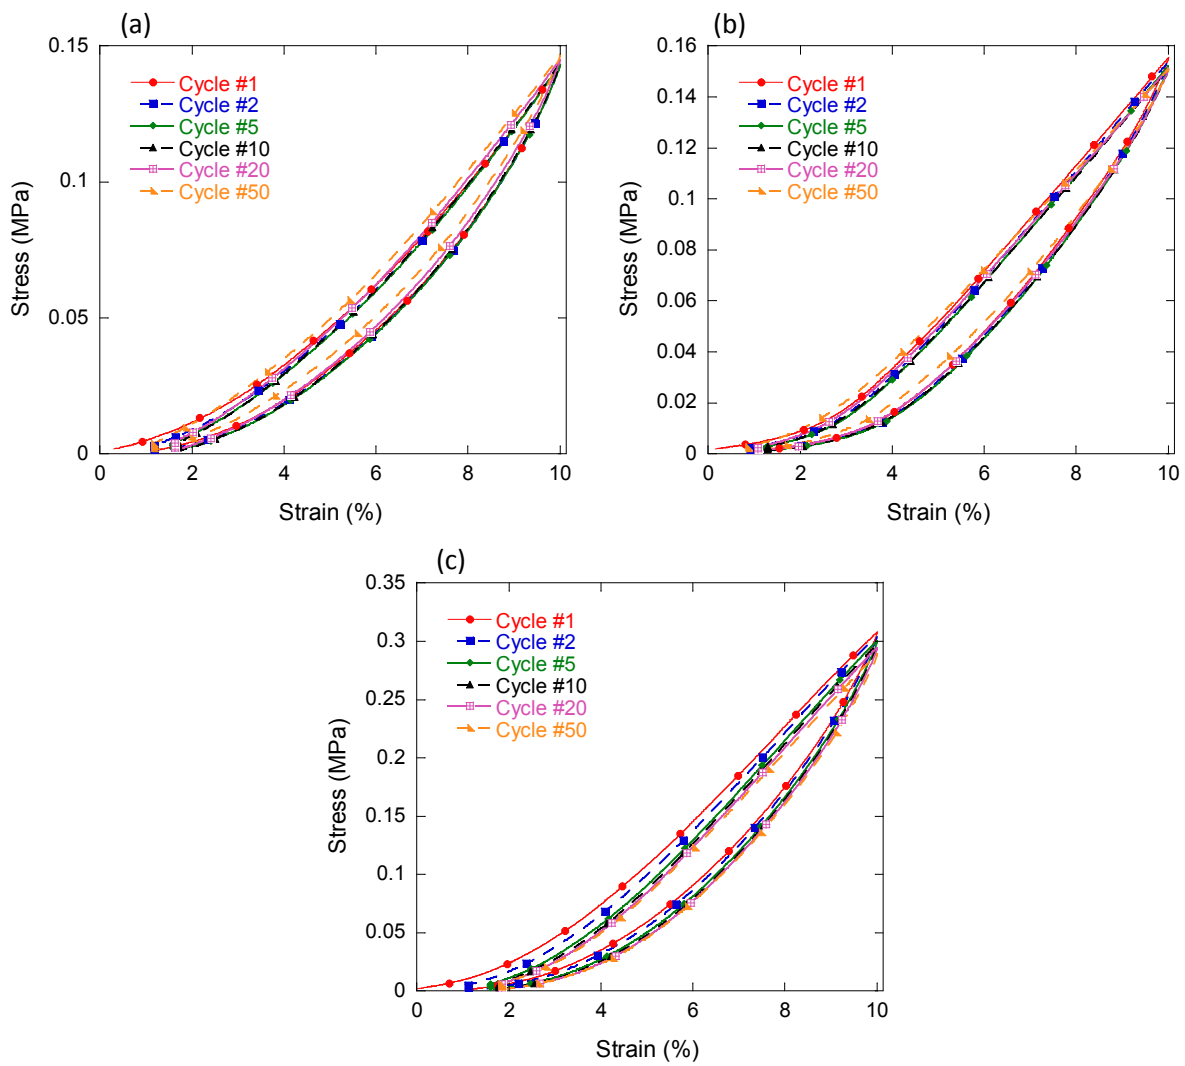 (a)
0.15
0.1
0.05
0
Stress (MPa)
Cycle #1
Cycle #2
Cycle #5
Cycle #10
Cycle #20
Cycle #50
0 2 4 6 8 10
Strain (%)
(b)
0.16
0.14
0.12
0.1
0.08
0.06
0.04
0.02
0
Stress (MPa)
Cycle #1
Cycle #2
Cycle #5
Cycle #10
Cycle #20
Cycle #50
0 2 4 6 8 10
Strain (%)
(c)
0.35
0.3
0.25
0.2
0.15
0.1
0.05
0
Stress (MPa)
Cycle #1
Cycle #2
Cycle #5
Cycle #10
Cycle #20
Cycle #50
0 2 4 6 8 10
Strain (%)